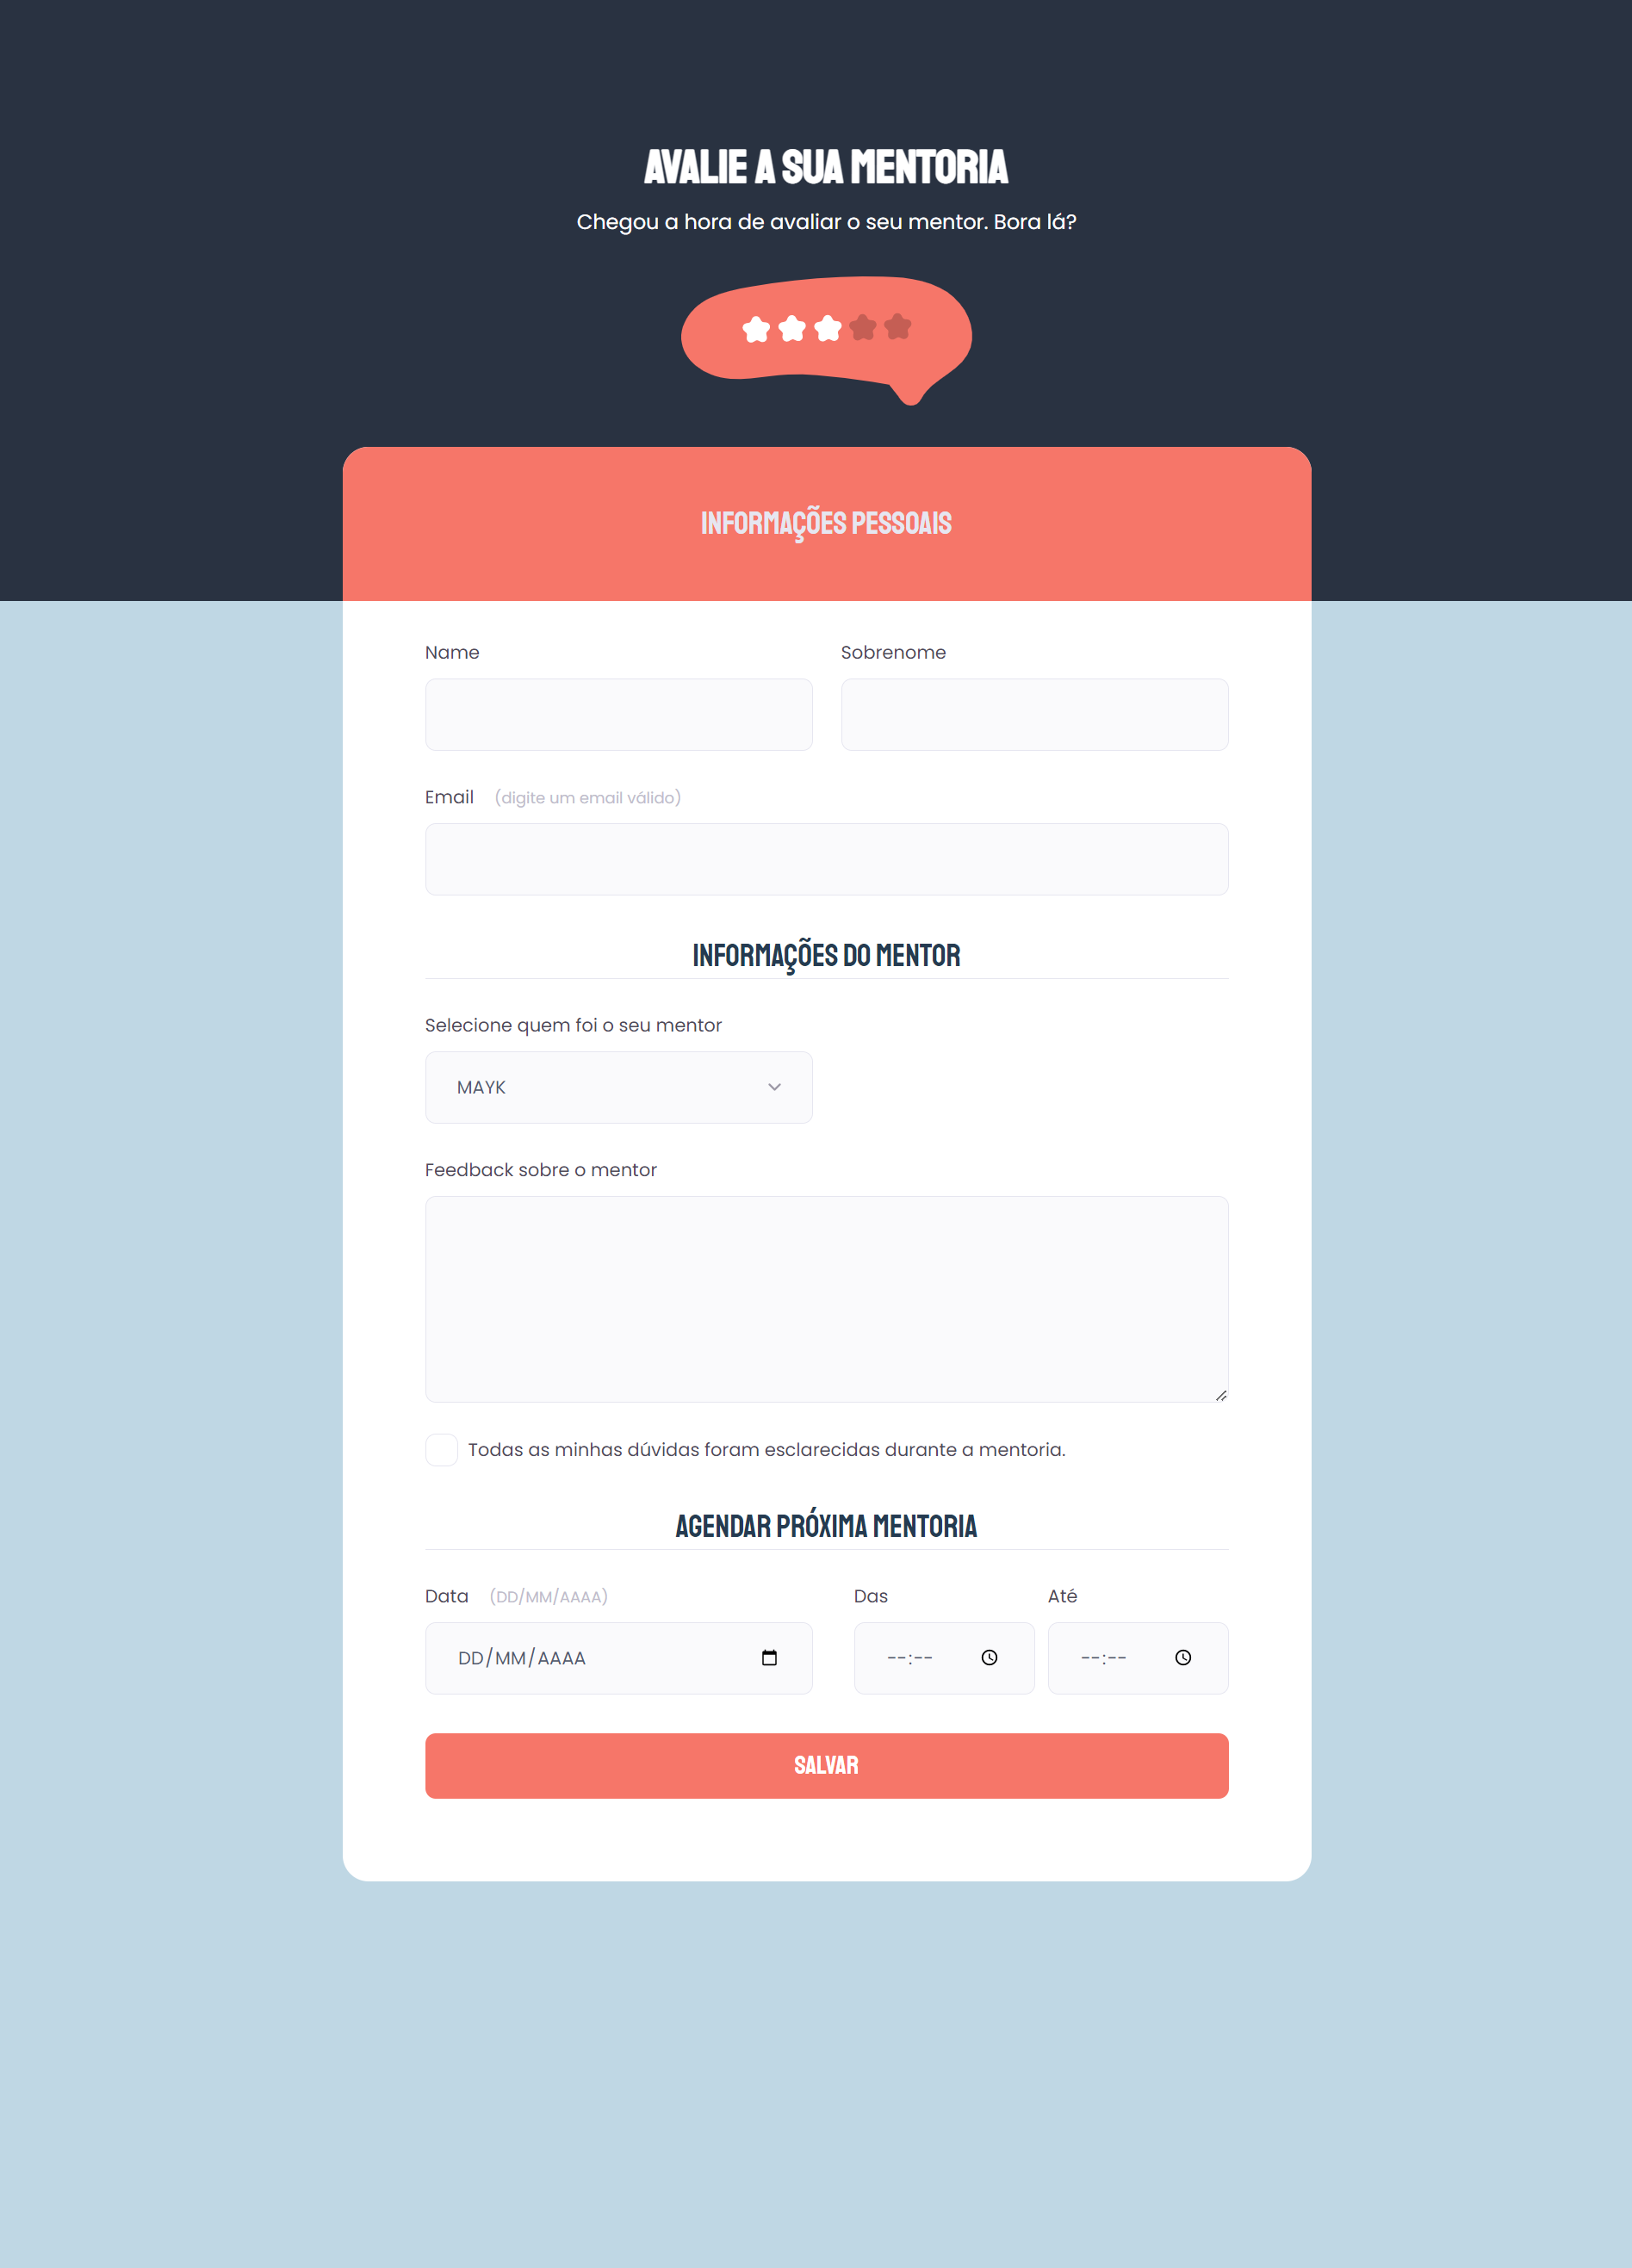 AVALIE A SUA MENTORIA
Chegou a hora de avaliar o seu mentor. Bora lá?
INFORMAÇÕES PESSOAIS
Name
Sobrenome
Email (digite um email válido)
INFORMAÇÕES DO MENTOR
Selecione quem foi o seu mentor
MAYK
Feedback sobre o mentor
Todas as minhas dúvidas foram esclarecidas durante a mentoria.
AGENDAR PRÓXIMA MENTORIA
Data (DD/MM/AAAA) Das Até
DD/MM/AAAA --:-- --:--
SALVAR